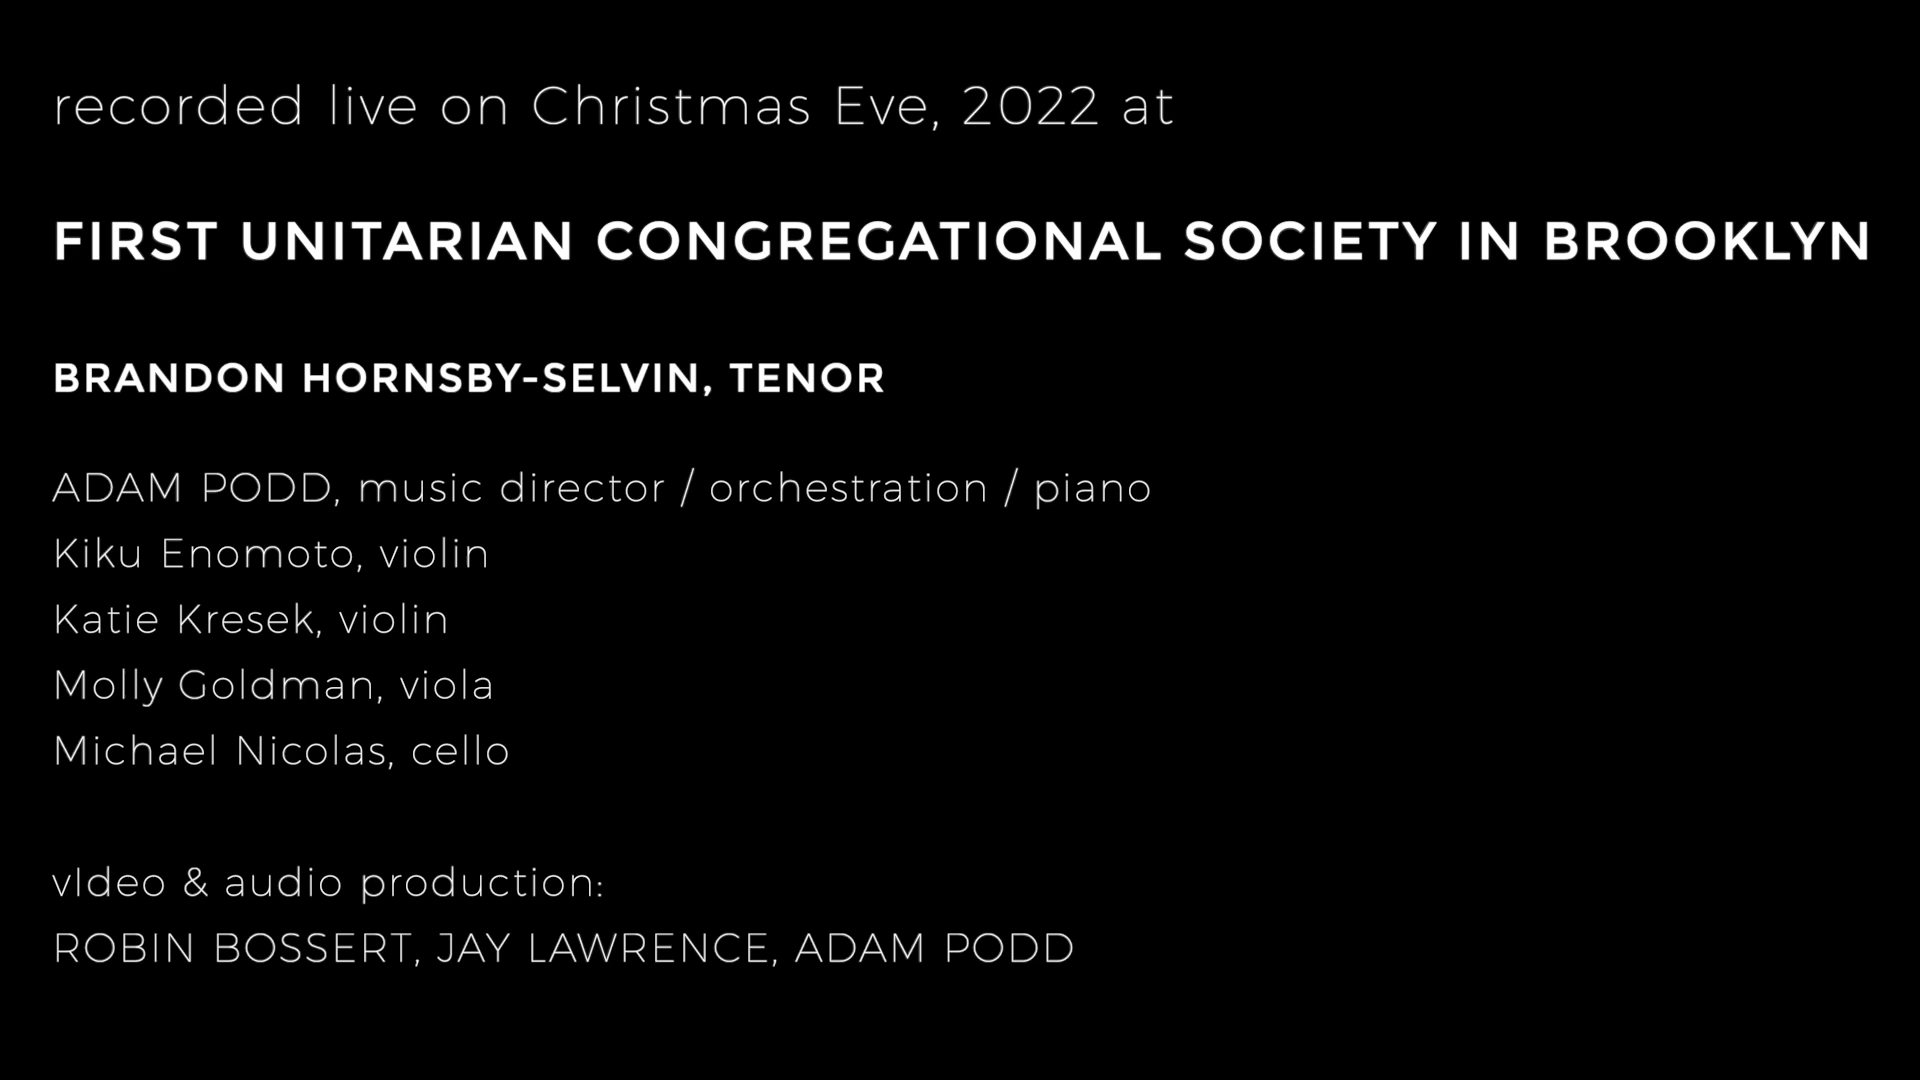 recorded live on Christmas Eve, 2022 at
FIRST UNITARIAN CONGREGATIONAL SOCIETY IN BROOKLYN
BRANDON HORNSBY-SELVIN, TENOR
ADAM PODD, music director / orchestration / piano
Kiku Enomoto, violin
Katie Kresek, violin
Molly Goldman, viola
Michael Nicolas, cello
vIdeo & audio production:
ROBIN BOSSERT, JAY LAWRENCE, ADAM PODD